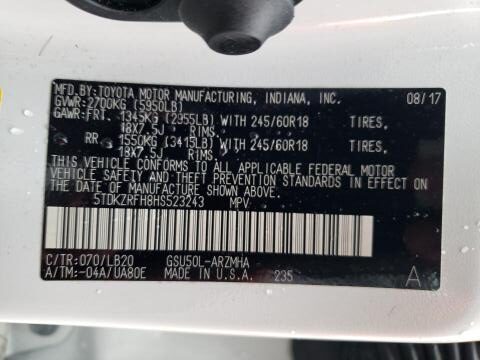 MFD.BY:TOYOTA MOTOR MANUFACTURING, INDIANA, INC. 08/17
GVWR:2700KG (5950LB)
GAWR:FRT. 1345KG (2955LB) WITH 245/60R18 TIRES,
18X7.5J RIMS,
RR. 1550KG (3415LB) WITH 245/60R18 TIRES,
18X7.5J RIMS,
THIS VEHICLE CONFORMS TO ALL APPLICABLE FEDERAL MOTOR
VEHICLE SAFETY AND THEFT PREVENTION STANDARDS IN EFFECT
ON THE DATE OF MANUFACTURE SHOWN ABOVE.
5TDKZRFH8HS523243 MPV
C/TR:070/LB20 GSU50L-ARZMHA
A/TM:-04A/UA80E MADE IN U.S.A. 235 A